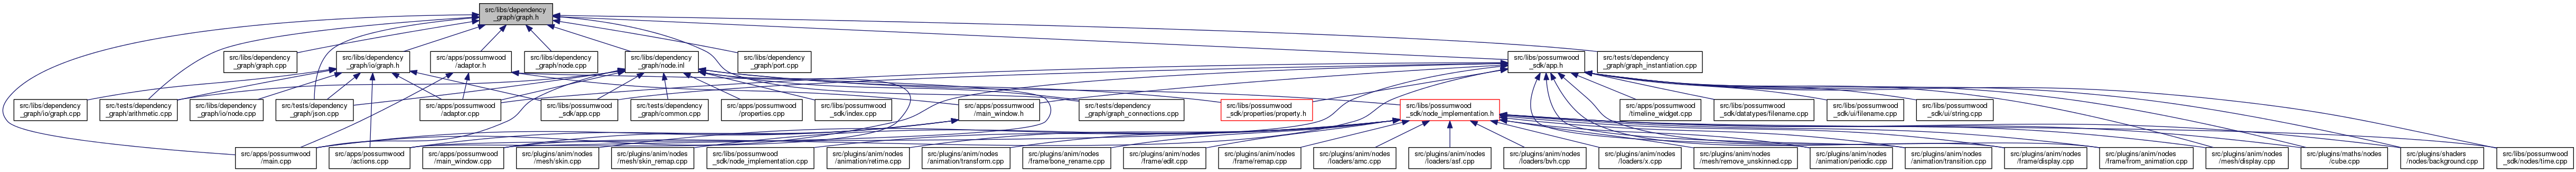 src/libs/dependency
_graph/graph.h
src/libs/dependency
_graph/graph.cpp
src/libs/dependency
_graph/io/graph.h
src/apps/possumwood
/adaptor.h
src/libs/dependency
_graph/node.cpp
src/libs/dependency
_graph/node.inl
src/libs/dependency
_graph/port.cpp
src/libs/possumwood
_sdk/app.h
src/tests/dependency
_graph/graph_instantiation.cpp
src/libs/dependency
_graph/io/graph.cpp
src/tests/dependency
_graph/arithmetic.cpp
src/libs/dependency
_graph/io/node.cpp
src/tests/dependency
_graph/json.cpp
src/apps/possumwood
/adaptor.cpp
src/libs/possumwood
_sdk/app.cpp
src/tests/dependency
_graph/common.cpp
src/apps/possumwood
/properties.cpp
src/libs/possumwood
_sdk/index.cpp
src/apps/possumwood
/main_window.h
src/tests/dependency
_graph/graph_connections.cpp
src/libs/possumwood
_sdk/properties/property.h
src/libs/possumwood
_sdk/node_implementation.h
src/apps/possumwood
/timeline_widget.cpp
src/libs/possumwood
_sdk/datatypes/filename.cpp
src/libs/possumwood
_sdk/ui/filename.cpp
src/libs/possumwood
_sdk/ui/string.cpp
src/apps/possumwood
/main.cpp
src/apps/possumwood
/actions.cpp
src/apps/possumwood
/main_window.cpp
src/plugins/anim/nodes
/mesh/skin.cpp
src/plugins/anim/nodes
/mesh/skin_remap.cpp
src/libs/possumwood
_sdk/node_implementation.cpp
src/plugins/anim/nodes
/animation/retime.cpp
src/plugins/anim/nodes
/animation/transform.cpp
src/plugins/anim/nodes
/frame/bone_rename.cpp
src/plugins/anim/nodes
/frame/edit.cpp
src/plugins/anim/nodes
/frame/remap.cpp
src/plugins/anim/nodes
/loaders/amc.cpp
src/plugins/anim/nodes
/loaders/asf.cpp
src/plugins/anim/nodes
/loaders/bvh.cpp
src/plugins/anim/nodes
/loaders/x.cpp
src/plugins/anim/nodes
/mesh/remove_unskinned.cpp
src/plugins/anim/nodes
/animation/periodic.cpp
src/plugins/anim/nodes
/animation/transition.cpp
src/plugins/anim/nodes
/frame/display.cpp
src/plugins/anim/nodes
/frame/from_animation.cpp
src/plugins/anim/nodes
/mesh/display.cpp
src/plugins/maths/nodes
/cube.cpp
src/plugins/shaders
/nodes/background.cpp
src/libs/possumwood
_sdk/nodes/time.cpp